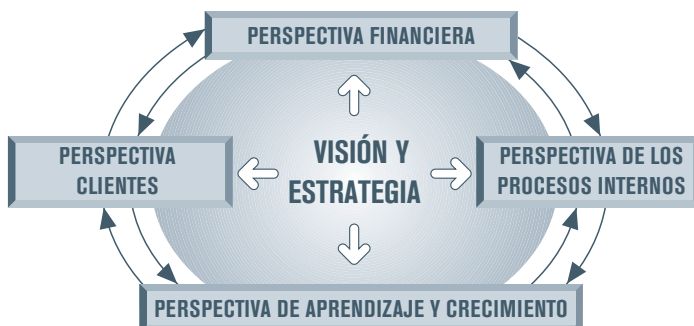 PERSPECTIVA FINANCIERA
PERSPECTIVA
CLIENTES
VISIÓN Y
ESTRATEGIA
PERSPECTIVA DE LOS
PROCESOS INTERNOS
PERSPECTIVA DE APRENDIZAJE Y CRECIMIENTO